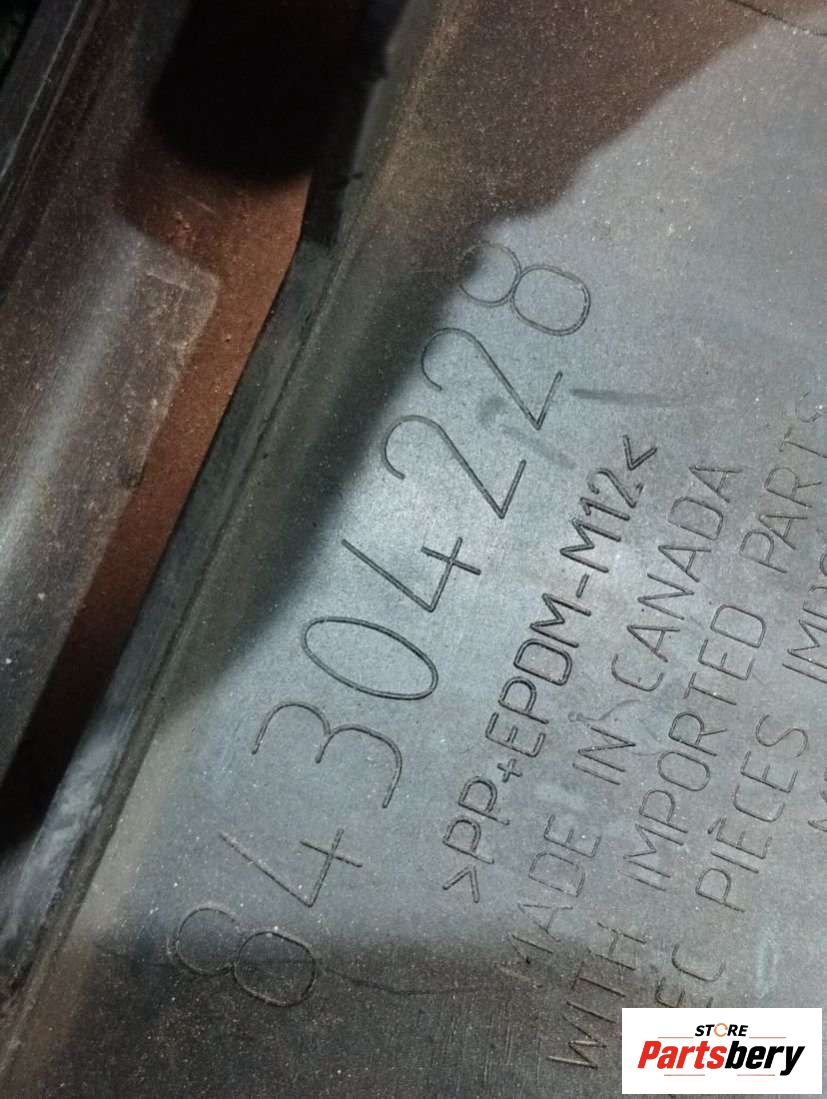 84304228
>PP+EPDM-M12<
MADE IN CANADA
WITH IMPORTED PARTS
PIÈCES
STORE
Partsbery